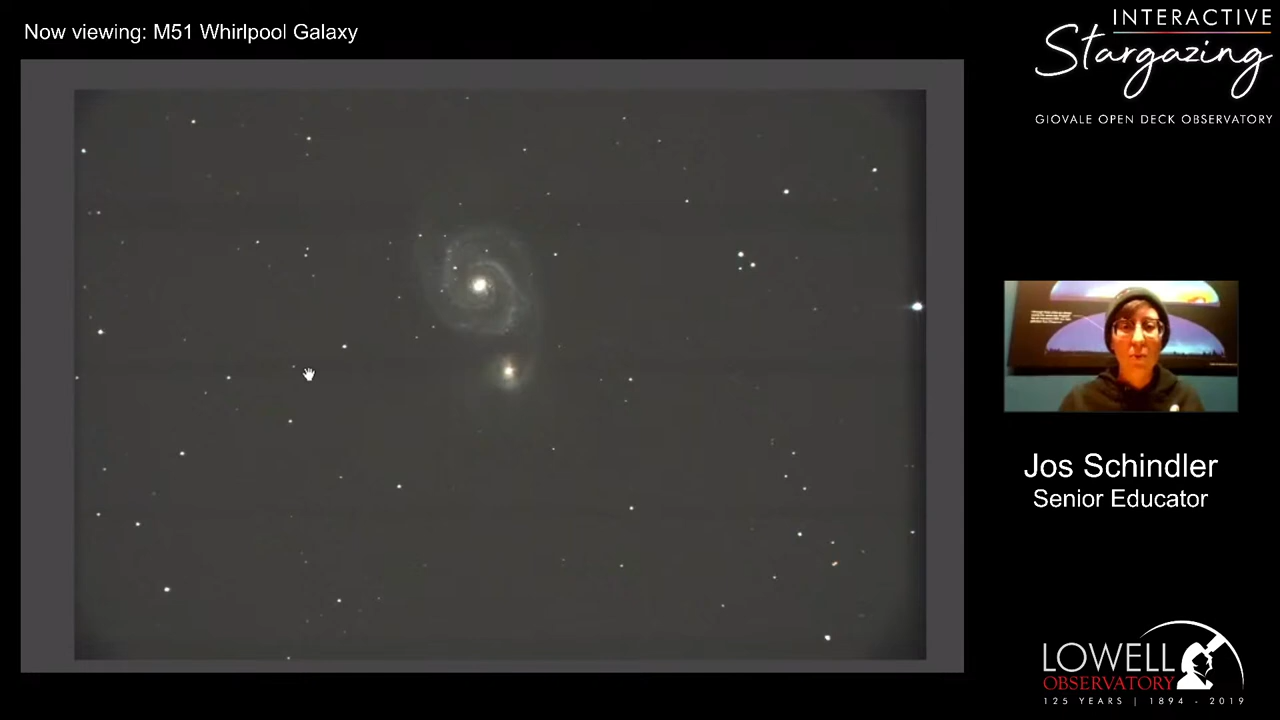 Now viewing: M51 Whirlpool Galaxy
INTERACTIVE
Stargazing
GIOVALE OPEN DECK OBSERVATORY
Jos Schindler
Senior Educator
LOWELL
OBSERVATORY
125 YEARS | 1894 - 2019